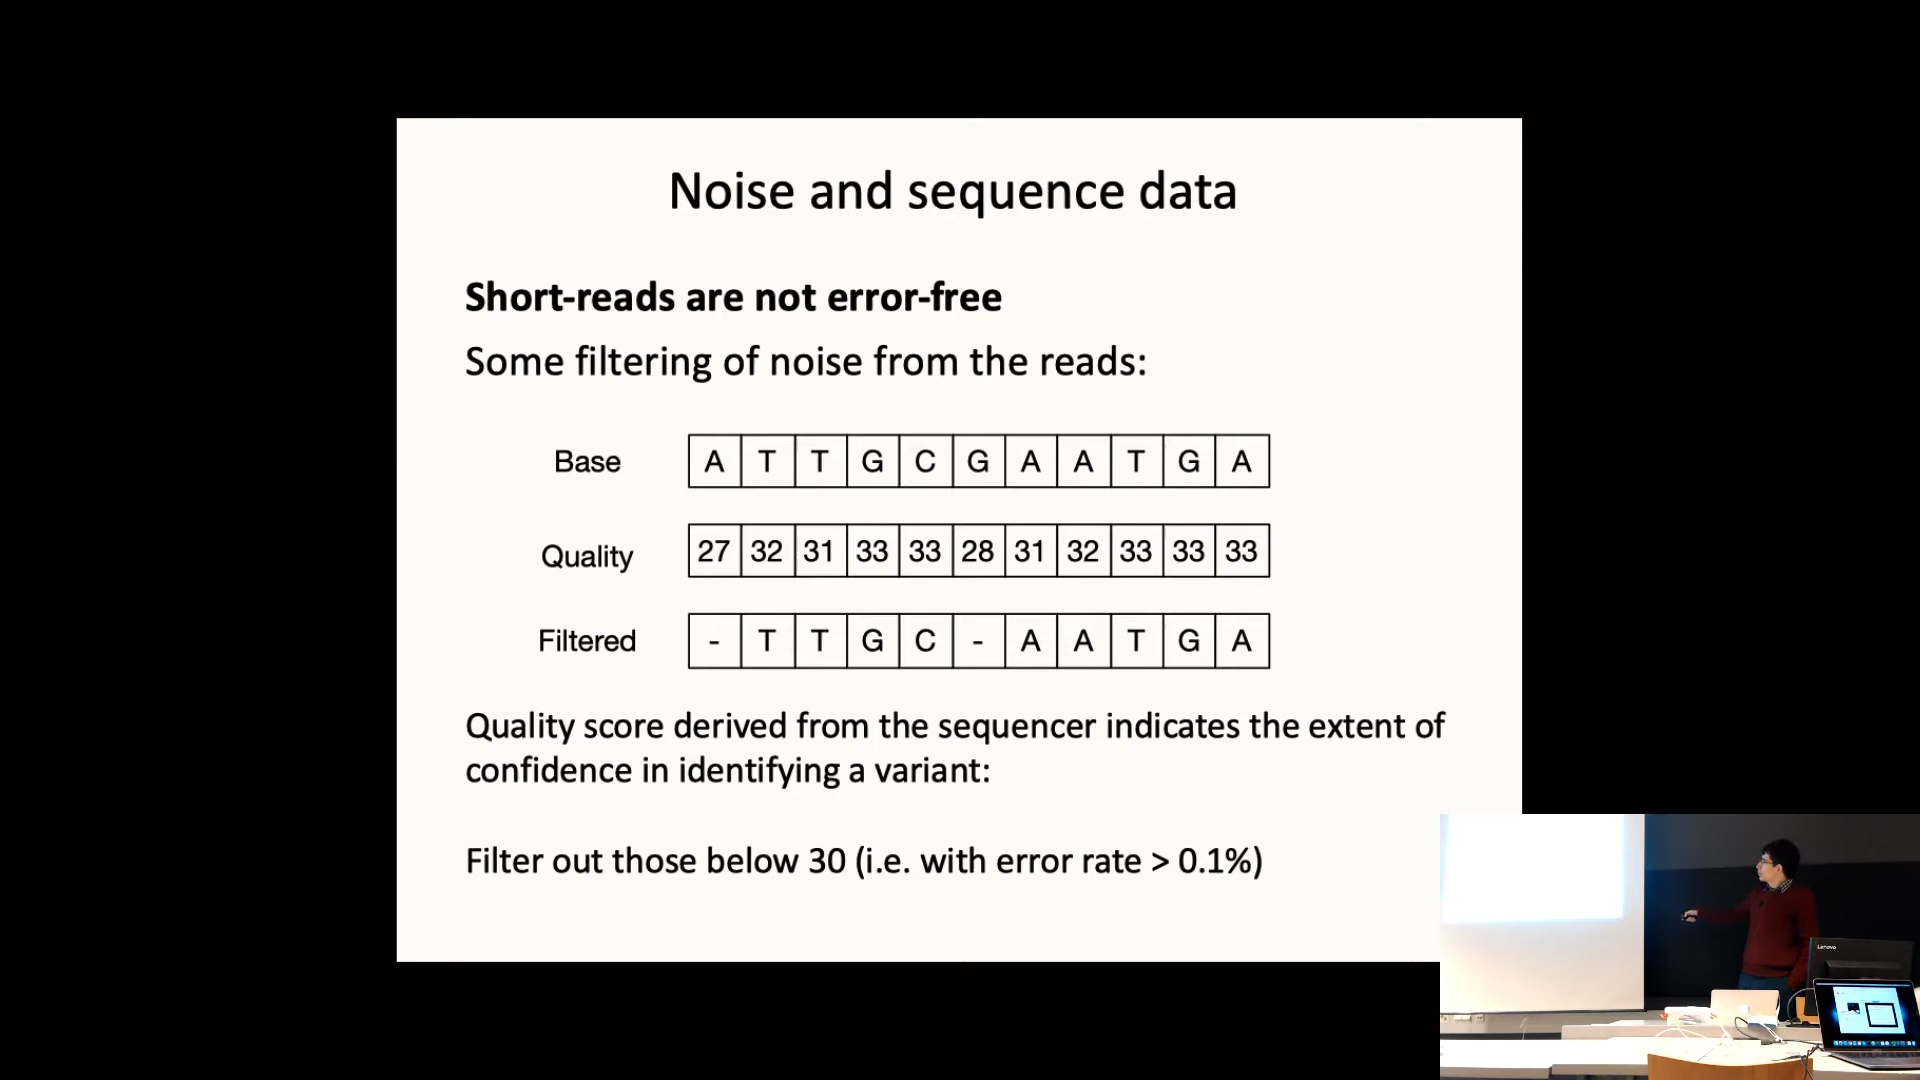 Noise and sequence data
Short-reads are not error-free
Some filtering of noise from the reads:
Base A T T G C G A A T G A
Quality 27 32 31 33 33 28 31 32 33 33 33
Filtered - T T G C - A A T G A
Quality score derived from the sequencer indicates the extent of
confidence in identifying a variant:
Filter out those below 30 (i.e. with error rate > 0.1%)
Lenovo